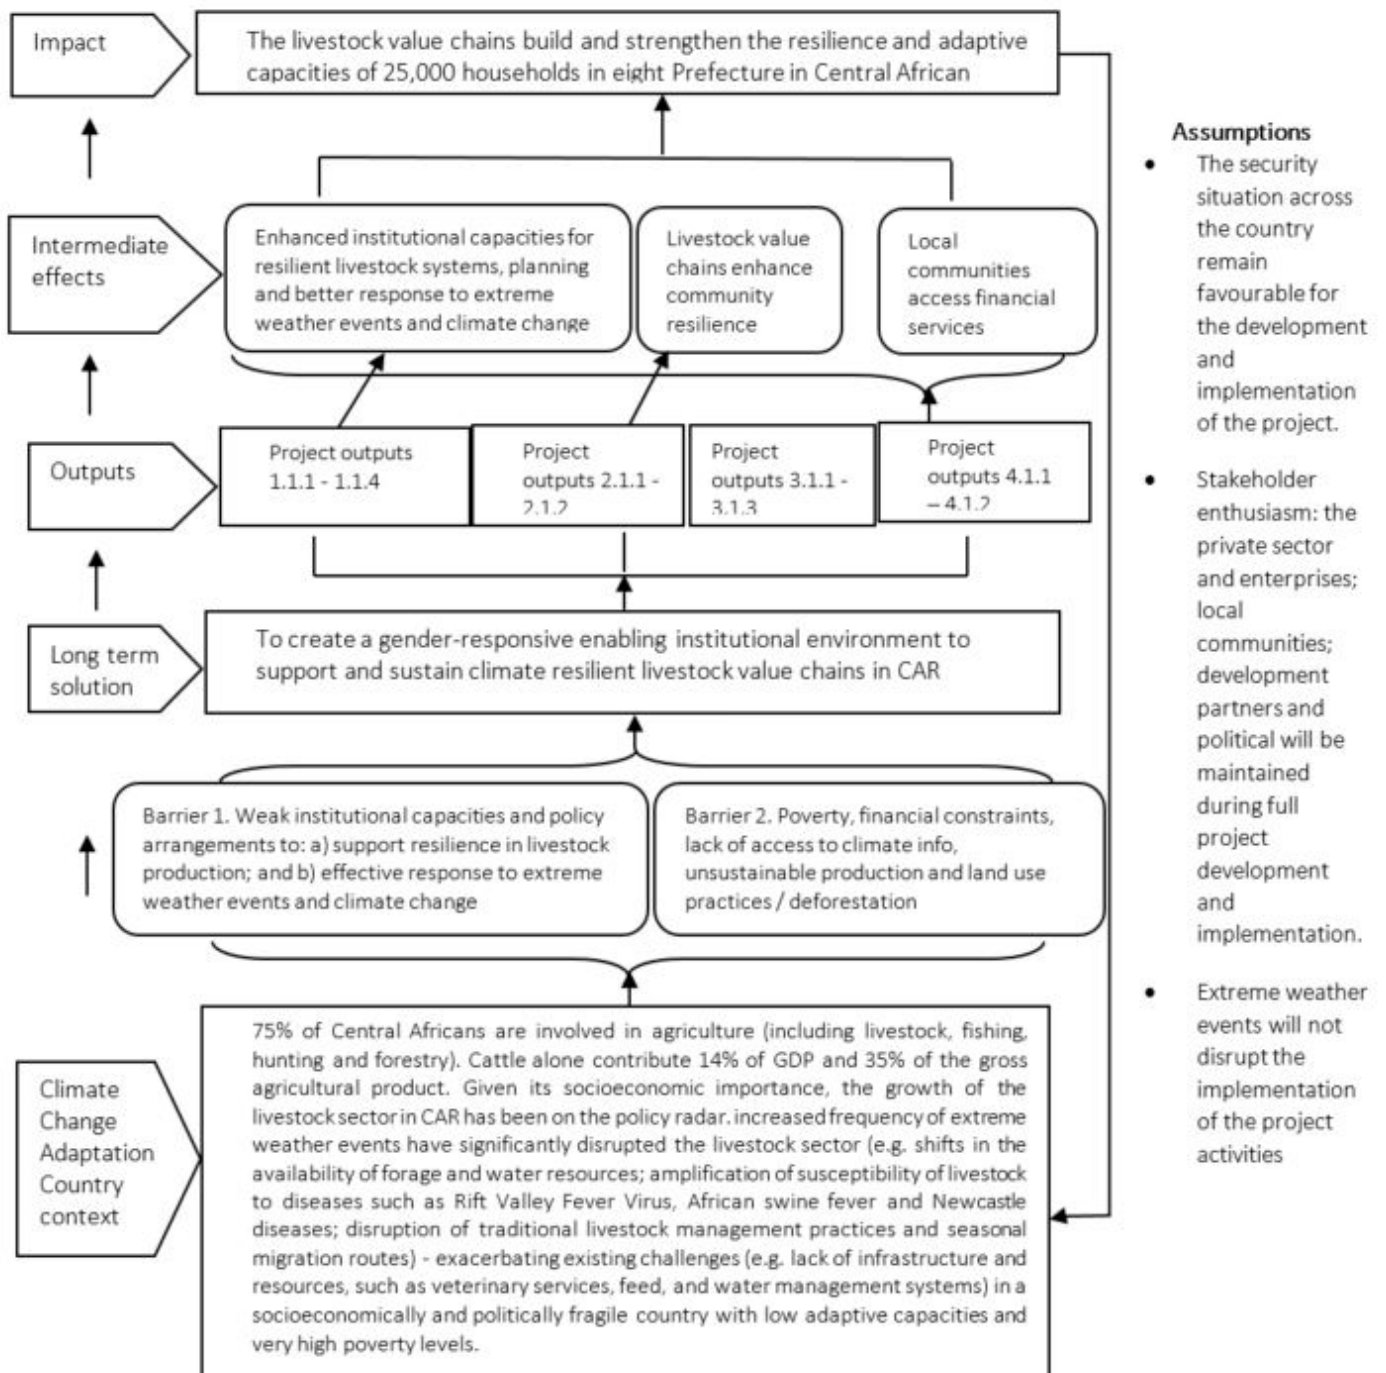 Impact
The livestock value chains build and strengthen the resilience and adaptive
capacities of 25,000 households in eight Prefecture in Central African
Intermediate
effects
Enhanced institutional capacities for
resilient livestock systems, planning
and better response to extreme
weather events and climate change
Livestock value
chains enhance
community
resilience
Local
communities
access financial
services
Outputs
Project outputs
1.1.1 - 1.1.4
Project
outputs 2.1.1 -
2.1.2
Project
outputs 3.1.1 -
3.1.3
Project
outputs 4.1.1
– 4.1.2
Long term
solution
To create a gender-responsive enabling institutional environment to
support and sustain climate resilient livestock value chains in CAR
Barrier 1. Weak institutional capacities and policy
arrangements to: a) support resilience in livestock
production; and b) effective response to extreme
weather events and climate change
Barrier 2. Poverty, financial constraints,
lack of access to climate info,
unsustainable production and land use
practices / deforestation
Climate
Change
Adaptation
Country
context
75% of Central Africans are involved in agriculture (including livestock, fishing,
hunting and forestry). Cattle alone contribute 14% of GDP and 35% of the gross
agricultural product. Given its socioeconomic importance, the growth of the
livestock sector in CAR has been on the policy radar. increased frequency of extreme
weather events have significantly disrupted the livestock sector (e.g. shifts in the
availability of forage and water resources; amplification of susceptibility of livestock
to diseases such as Rift Valley Fever Virus, African swine fever and Newcastle
diseases; disruption of traditional livestock management practices and seasonal
migration routes) - exacerbating existing challenges (e.g. lack of infrastructure and
resources, such as veterinary services, feed, and water management systems) in a
socioeconomically and politically fragile country with low adaptive capacities and
very high poverty levels.
Assumptions
• The security
situation across
the country
remain
favourable for
the development
and
implementation
of the project.
• Stakeholder
enthusiasm: the
private sector
and enterprises;
local
communities;
development
partners and
political will be
maintained
during full
project
development
and
implementation.
• Extreme weather
events will not
disrupt the
implementation
of the project
activities